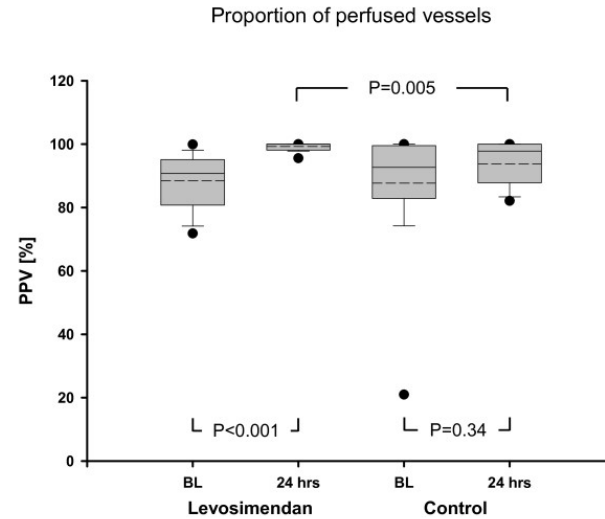 Proportion of perfused vessels
120
P=0.005
100
80
PPV [%]
60
40
20
P<0.001
P=0.34
0
BL
24 hrs
BL
24 hrs
Levosimendan
Control